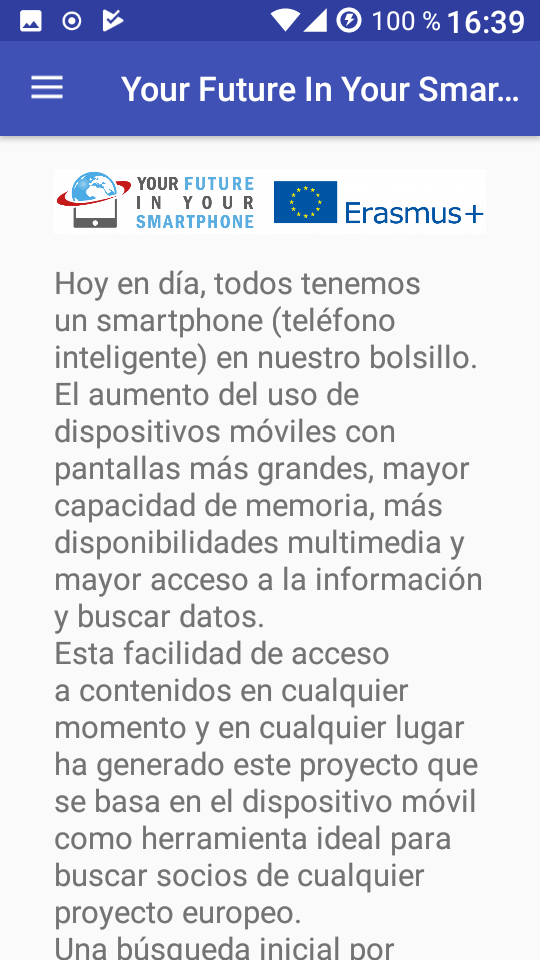 100 % 16:39
Your Future In Your Smar...
YOUR FUTURE
IN YOUR
SMARTPHONE
Erasmus+
Hoy en día, todos tenemos
un smartphone (teléfono
inteligente) en nuestro bolsillo.
El aumento del uso de
dispositivos móviles con
pantallas más grandes, mayor
capacidad de memoria, más
disponibilidades multimedia y
mayor acceso a la información
y buscar datos.
Esta facilidad de acceso
a contenidos en cualquier
momento y en cualquier lugar
ha generado este proyecto que
se basa en el dispositivo móvil
como herramienta ideal para
buscar socios de cualquier
proyecto europeo.
Una búsqueda inicial por